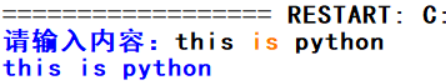 ================== RESTART: C:
请输入内容：this is python
this is python